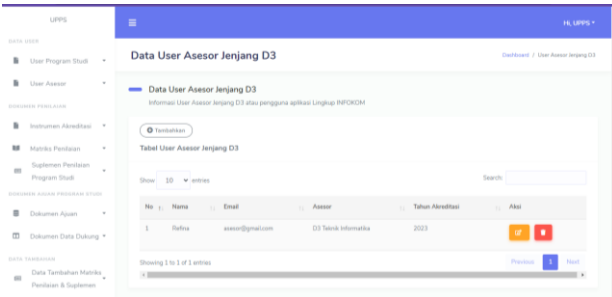 UPPS
HI, UPPS
DATA USER
User Program Studi
User Asesor
DOKUMEN PENILAIAN
Instrumen Akreditasi
Matriks Penilaian
Suplemen Penilaian
Program Studi
DOKUMEN AJUAN PROGRAM STUDI
Dokumen Ajuan
Dokumen Data Dukung
DATA TAMBAHAN
Data Tambahan Matriks
Penilaian & Suplemen
Data User Asesor Jenjang D3
Dashboard / User Asesor Jenjang D3
Data User Asesor Jenjang D3
Informasi User Asesor Jenjang D3 atau pengguna aplikasi Lingkup INFOKOM
Tambahkan
Tabel User Asesor Jenjang D3
Show 10 entries
Search:
No Nama Email Asesor Tahun Akreditasi Aksi
1 Refina asesor@gmail.com D3 Teknik Informatika 2023
Showing 1 to 1 of 1 entries
Previous 1 Next